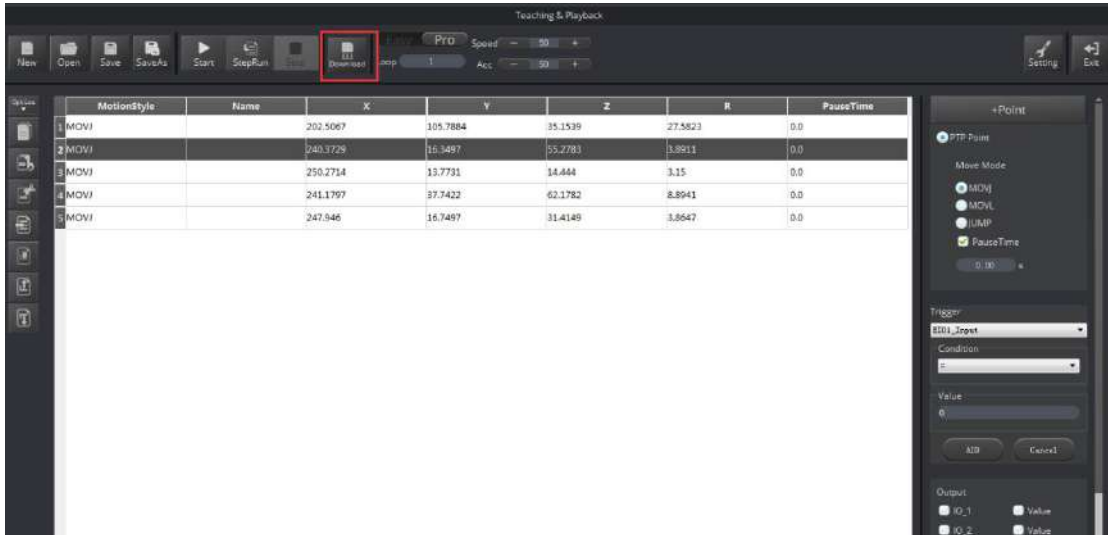 Teaching & Playback
New Open Save SaveAs Start StepRun Stop Download Easy Pro Speed − 50 + Setting Exit
Loop 1 Acc − 50 +
MotionStyle Name X Y Z R PauseTime +Point
1 MOVJ 202.5067 105.7884 35.1539 27.5823 0.0
PTP Point
2 MOVJ 240.3729 16.3497 55.2783 3.8911 0.0
Move Mode
3 MOVJ 250.2714 13.7731 14.444 3.15 0.0
MOVJ
4 MOVJ 241.1797 37.7422 62.1782 8.8941 0.0
MOVL
5 MOVJ 247.946 16.7497 31.4149 3.8647 0.0
JUMP
PauseTime
0.00 s
Trigger
Condition
=
Value
0
Cancel
Output
IO_1 Value
IO_2 Value